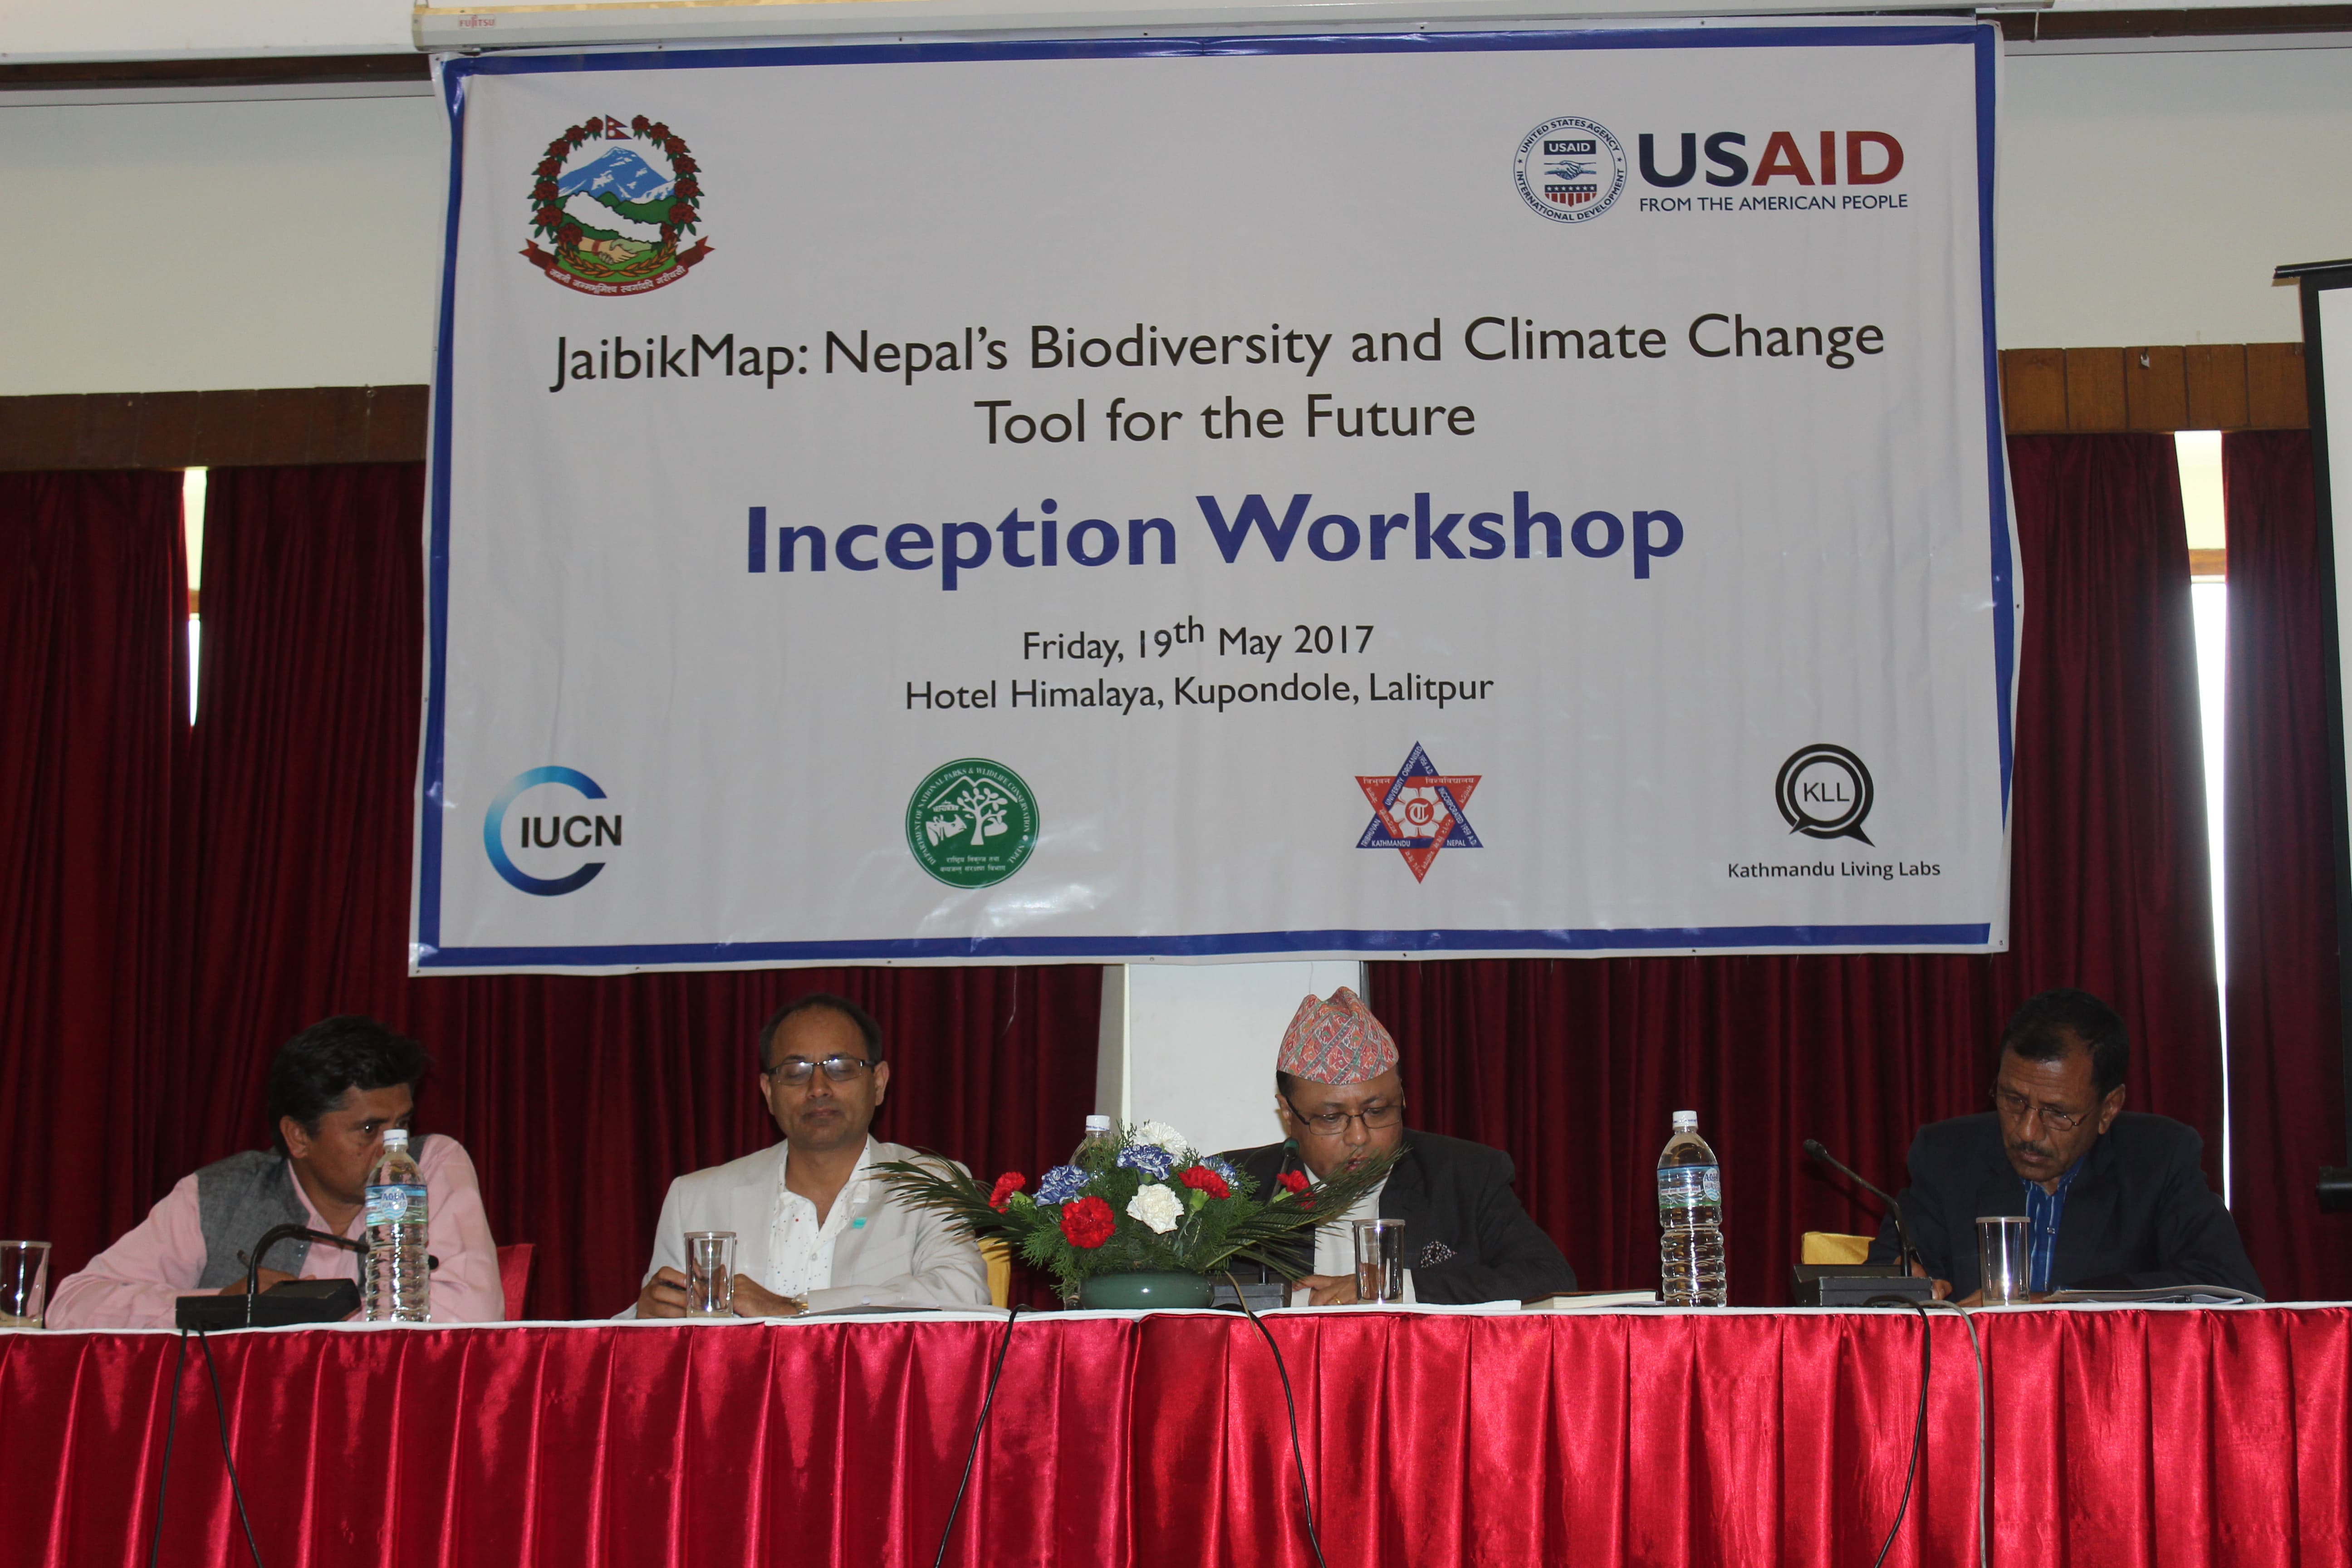 FUJITSU
UNITED STATES AGENCY
USAID
INTERNATIONAL DEVELOPMENT
USAID
FROM THE AMERICAN PEOPLE
जननी जन्मभूमिश्च स्वर्गादपि गरीयसी
JaibikMap: Nepal's Biodiversity and Climate Change
Tool for the Future
Inception Workshop
Friday, 19th May 2017
Hotel Himalaya, Kupondole, Lalitpur
IUCN
DEPARTMENT OF NATIONAL PARKS & WILDLIFE CONSERVATION
NEPAL
राष्ट्रिय निकुञ्ज तथा
वन्यजन्तु संरक्षण विभाग
त्रिभुवन विश्वविद्यालय
TRIBHUVAN UNIVERSITY ORGANISED
INCORPORATED 1959 A.D.
KATHMANDU NEPAL
KLL
Kathmandu Living Labs